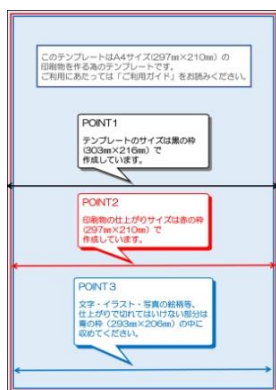 このテンプレートはA4サイズ(297㎜×210㎜)の
印刷物を作る為のテンプレートです。
ご利用にあたっては「ご利用ガイド」をお読みください。
POINT1
テンプレートのサイズは黒の枠
(303㎜×216㎜)で
作成しています。
POINT2
印刷物の仕上がりサイズは赤の枠
(297㎜×210㎜)で
作成しています。
POINT3
文字・イラスト・写真の絵柄等。
仕上がりで切れてはいけない部分は
青の枠(293㎜×206㎜)の中に
収めてください。